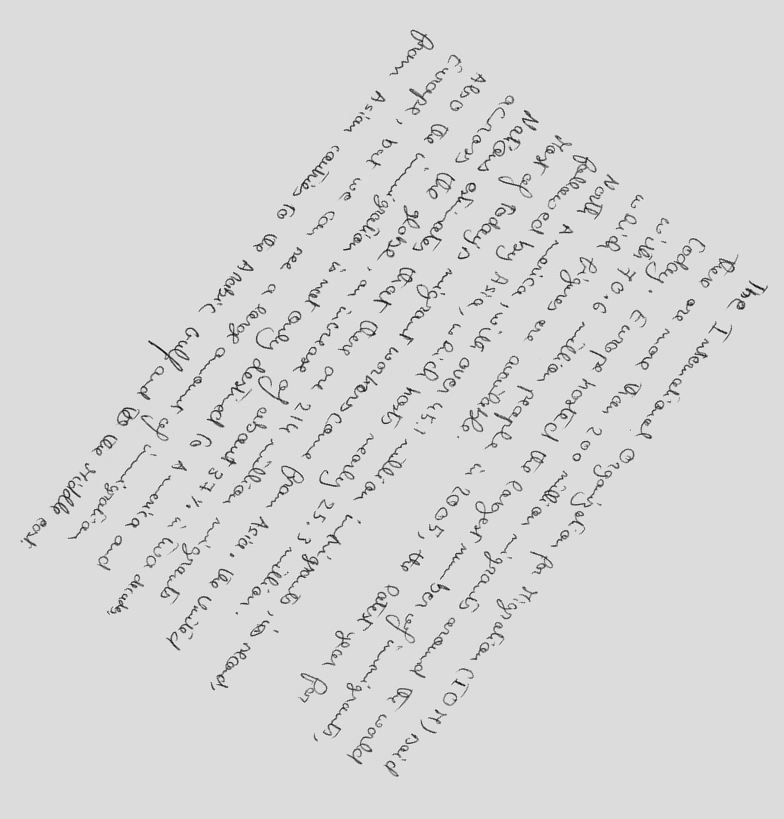 The International Organization for Migration (IOM) said
there are more than 200 million migrants around the world
today. Europe hosted the largest number of immigrants,
with 70.6 million people in 2005, the latest year for
which figures are available.
North America, with over 45.1 million immigrants, is second,
followed by Asia, which hosts nearly 25.3 million.
Most of today's migrant workers come from Asia. the United
Nations estimates that there are 214 million migrants
across the globe, an increase of about 37% in two decades,
Also the immigration is not only destined to America and
Europe, but we can see a large amount of immigration
from Asian coutries to the Arabic Gulf and to the Middle east.